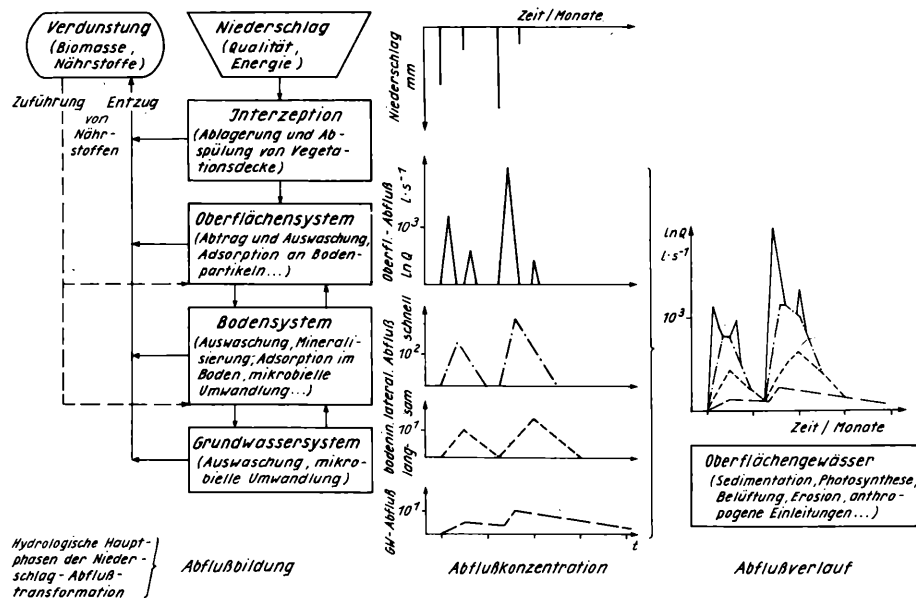 Verdunstung
(Biomasse,
Nährstoffe)
Niederschlag
(Qualität,
Energie)
Zuführung
Entzug
von
Nähr-
stoffen
Interzeption
(Ablagerung und Ab-
spülung von Vegeta-
tionsdecke)
Oberflächensystem
(Abtrag und Auswaschung,
Adsorption an Boden-
partikeln...)
Bodensystem
(Auswaschung, Minerali-
sierung; Adsorption im
Boden, mikrobielle
Umwandlung...)
Grundwassersystem
(Auswaschung, mikro-
bielle Umwandlung)
Zeit / Monate
Niederschlag
mm
Oberfl.-Abfluß
ln Q l·s⁻¹
10³
bodenin. lateral. Abfluß
lang- sam schnell
10²
10¹
GW-Abfluß
10¹
t
ln Q
l·s⁻¹
10³
Zeit / Monate
Oberflächengewässer
(Sedimentation, Photosynthese,
Belüftung, Erosion, anthro-
pogene Einleitungen...)
Hydrologische Haupt-
phasen der Nieder-
schlag-Abfluß-
transformation
Abflußbildung
Abflußkonzentration
Abflußverlauf